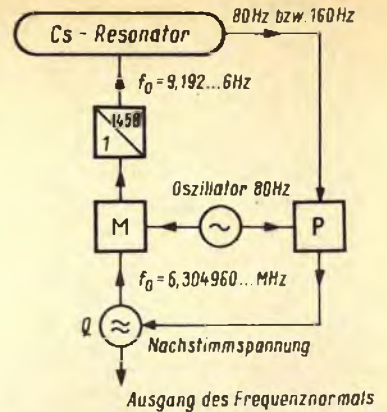 80Hz bzw. 160Hz
Cs - Resonator
f₀ = 9,192...GHz
1458
1
Oszillator 80Hz
M
P
f₀ = 6,304960...MHz
Q
Nachstimmspannung
Ausgang des Frequenznormals